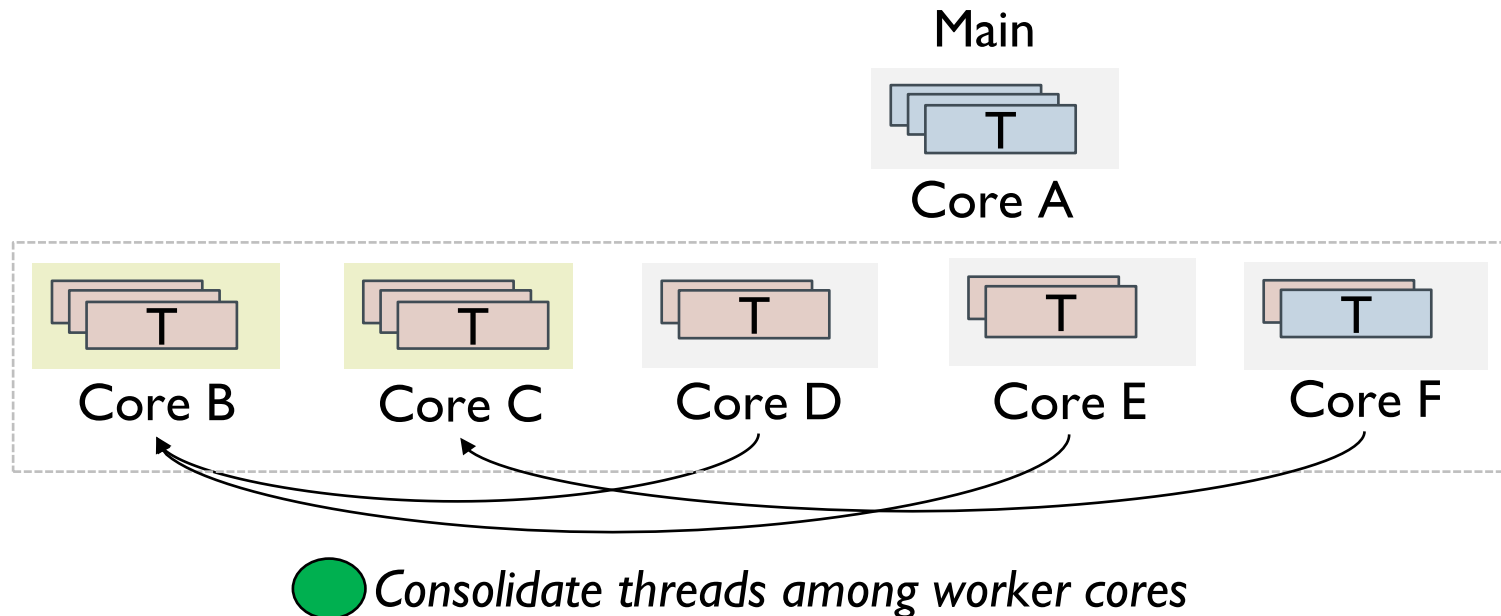 Main
T
Core A
T T T T T
Core B Core C Core D Core E Core F
Consolidate threads among worker cores